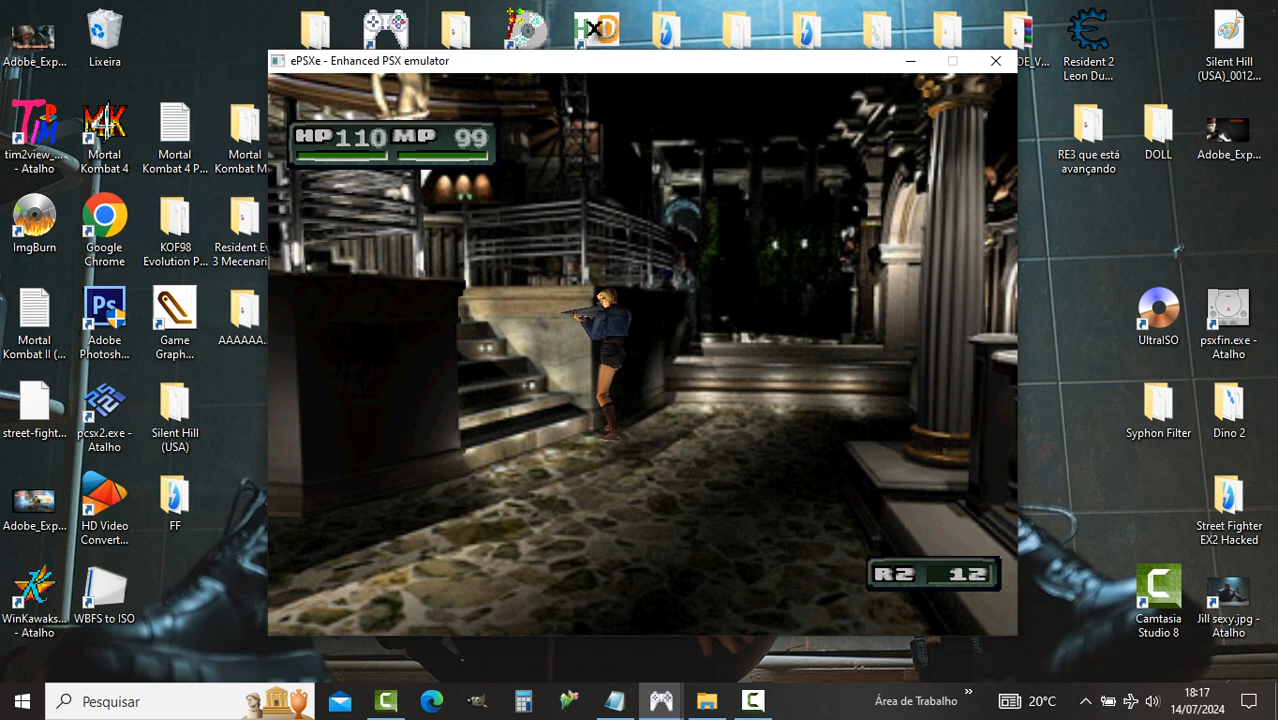 Adobe_Exp...
Lixeira
HXD
DE_V...
Resident 2
Leon Du...
Silent Hill
(USA)_0012...
ePSXe - Enhanced PSX emulator
HP 110 MP 99
tim2view_...
- Atalho
Mortal
Kombat 4
Mortal
Kombat 4 P...
Mortal
Kombat M
RE3 que está
avançando
DOLL
Adobe_Exp...
ImgBurn
Google
Chrome
KOF98
Evolution P...
Resident Ev
3 Mecenari
Mortal
Kombat II (...
Adobe
Photosh...
Game
Graph...
AAAAAA...
UltraISO
psxfin.exe -
Atalho
street-fight...
pcsx2.exe -
Atalho
Silent Hill
(USA)
Syphon Filter
Dino 2
Adobe_Exp...
HD Video
Convert...
FF
Street Fighter
EX2 Hacked
R2 12
WinKawaks...
- Atalho
WBFS to ISO
Camtasia
Studio 8
Jill sexy.jpg -
Atalho
Pesquisar
Área de Trabalho
20°C
18:17
14/07/2024